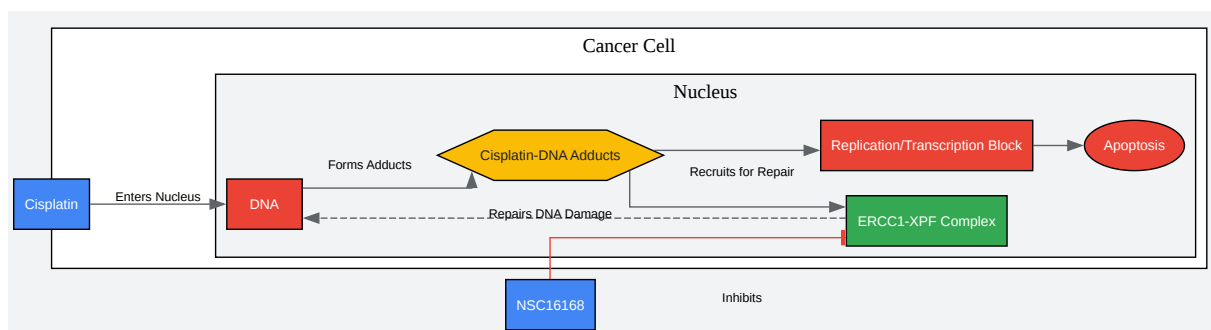 Cancer Cell
Nucleus
Cisplatin-DNA Adducts
Replication/Transcription Block
Apoptosis
Forms Adducts
Recruits for Repair
Cisplatin
Enters Nucleus
DNA
Repairs DNA Damage
ERCC1-XPF Complex
NSC16168
Inhibits